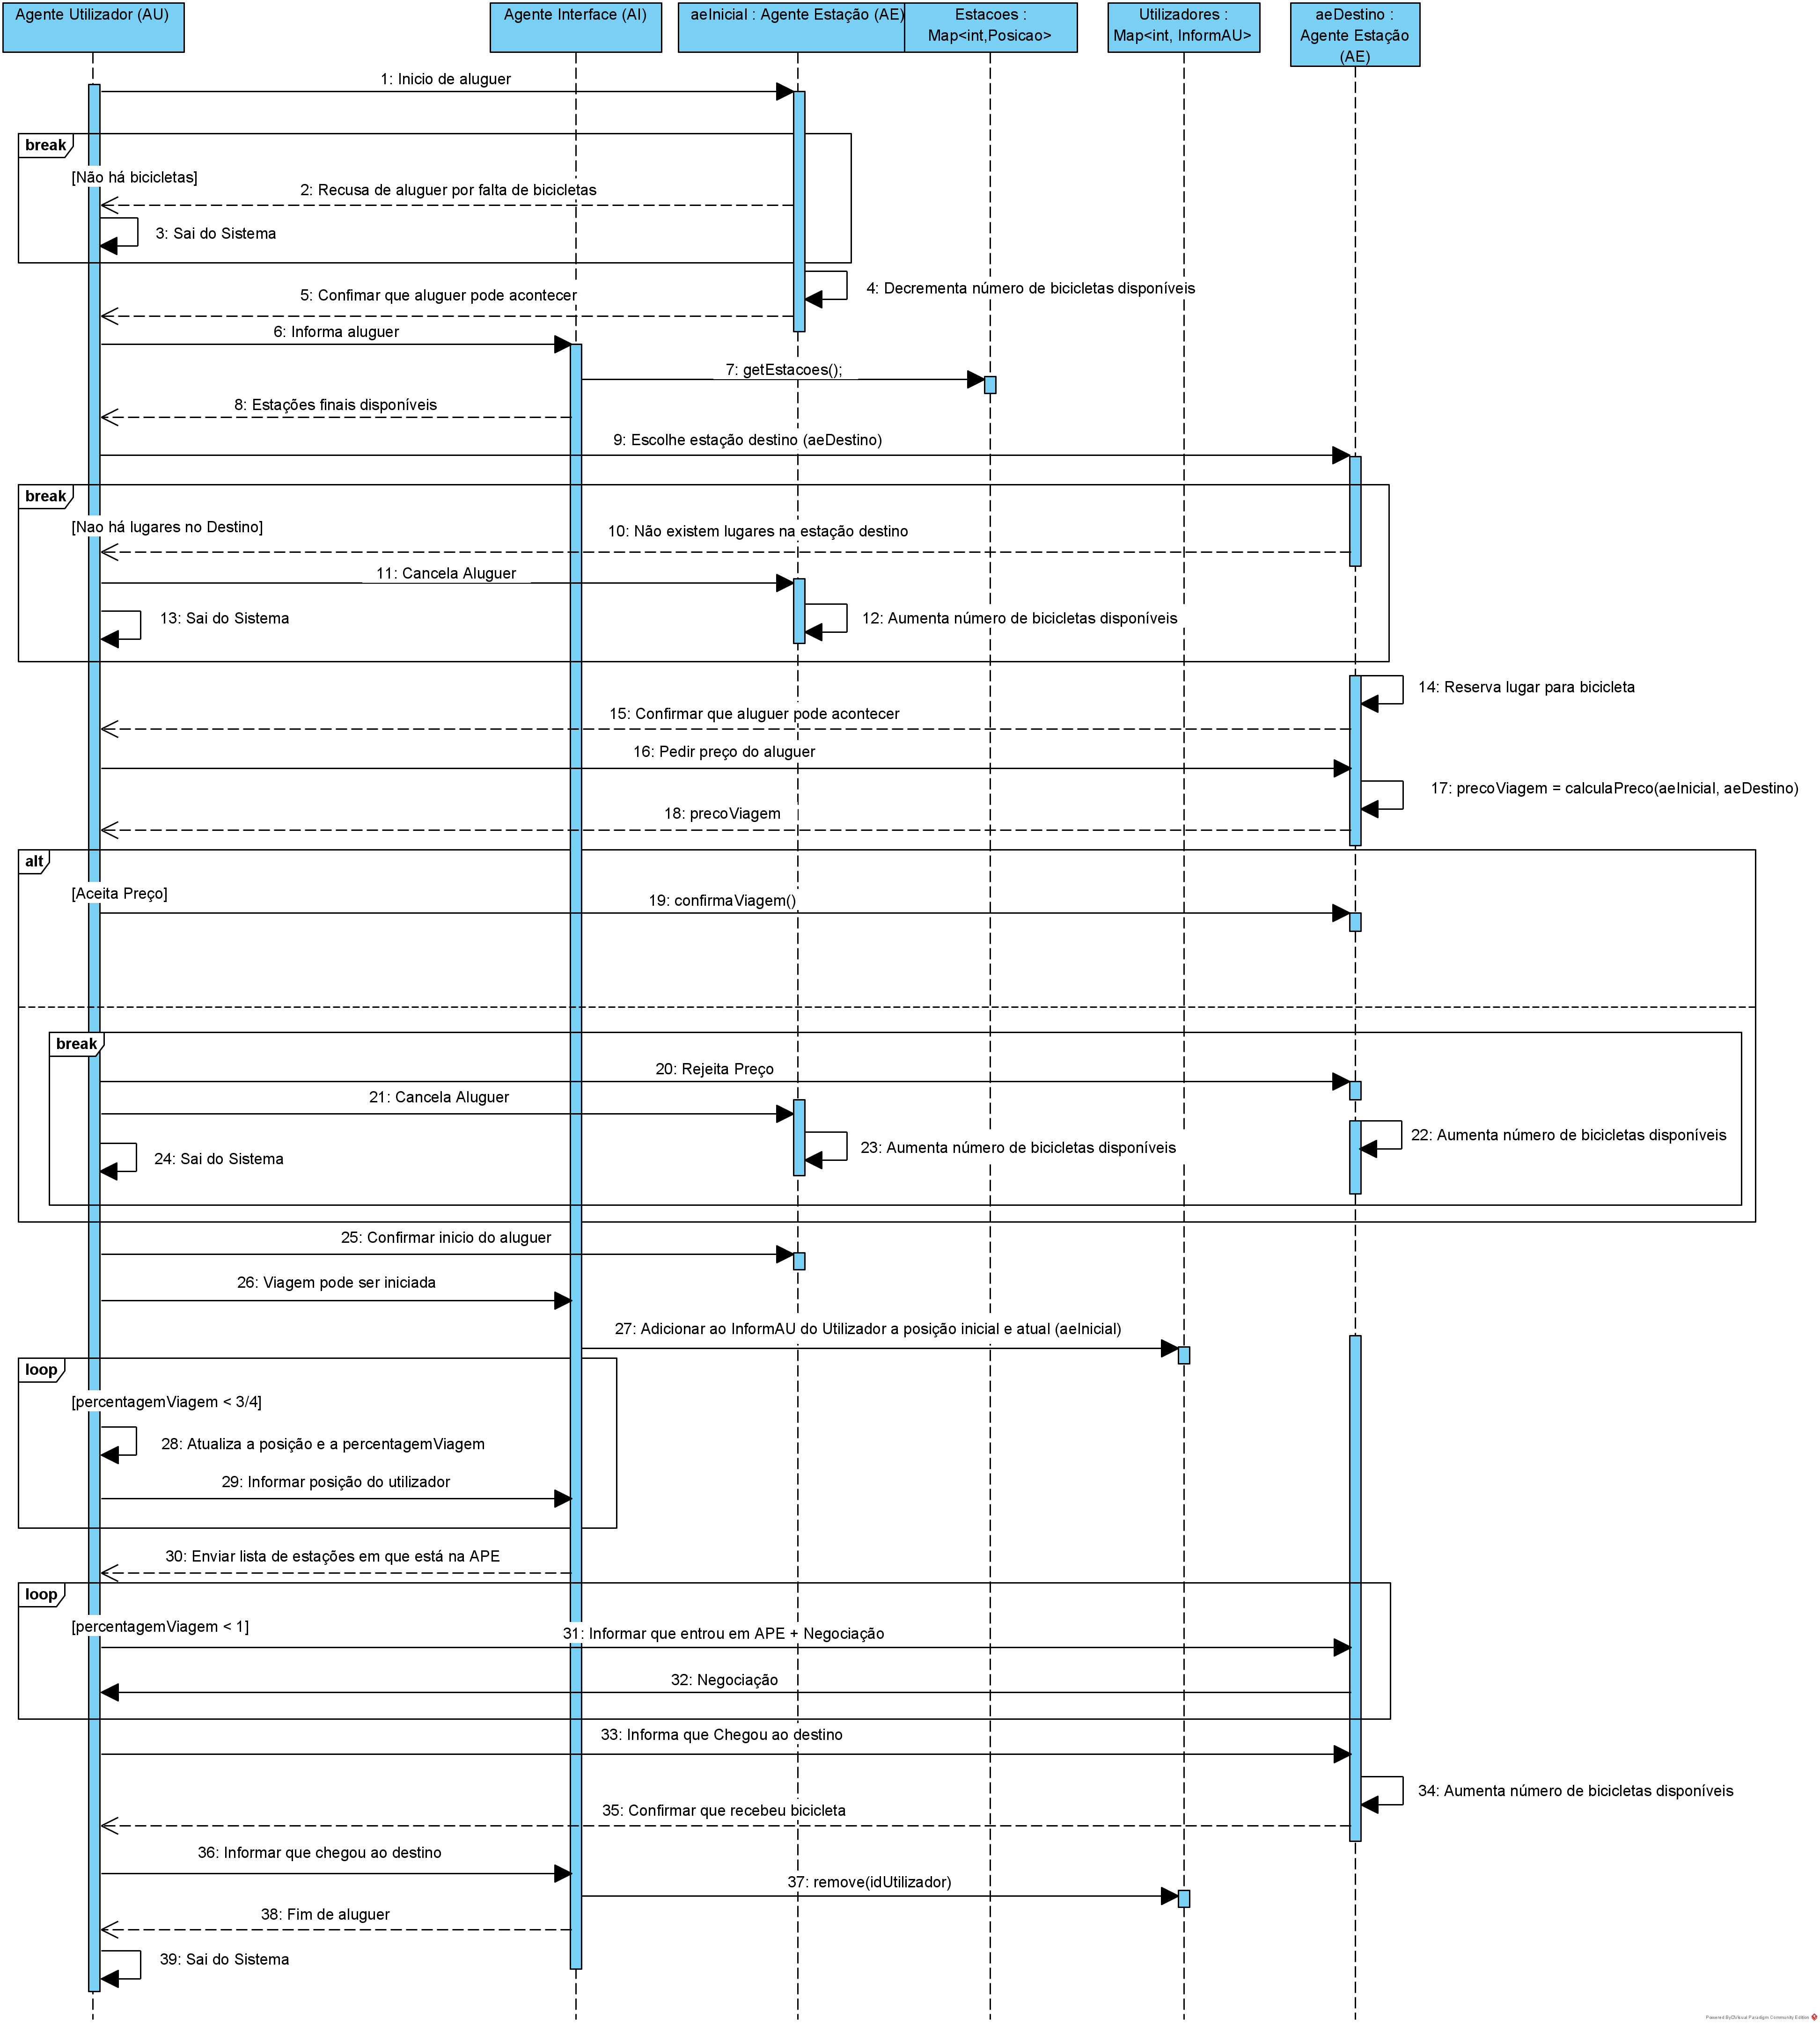 Agente Utilizador (AU)
Agente Interface (AI)
aeInicial : Agente Estação (AE)
Estacoes :
Map<int,Posicao>
Utilizadores :
Map<int, InformAU>
aeDestino :
Agente Estação
(AE)
1: Inicio de aluguer
break
[Não há bicicletas]
2: Recusa de aluguer por falta de bicicletas
3: Sai do Sistema
4: Decrementa número de bicicletas disponíveis
5: Confimar que aluguer pode acontecer
6: Informa aluguer
7: getEstacoes();
8: Estações finais disponíveis
9: Escolhe estação destino (aeDestino)
break
[Nao há lugares no Destino]
10: Não existem lugares na estação destino
11: Cancela Aluguer
13: Sai do Sistema
12: Aumenta número de bicicletas disponíveis
14: Reserva lugar para bicicleta
15: Confirmar que aluguer pode acontecer
16: Pedir preço do aluguer
17: precoViagem = calculaPreco(aeInicial, aeDestino)
18: precoViagem
alt
[Aceita Preço]
19: confirmaViagem()
break
20: Rejeita Preço
21: Cancela Aluguer
22: Aumenta número de bicicletas disponíveis
23: Aumenta número de bicicletas disponíveis
24: Sai do Sistema
25: Confirmar inicio do aluguer
26: Viagem pode ser iniciada
27: Adicionar ao InformAU do Utilizador a posição inicial e atual (aeInicial)
loop
[percentagemViagem < 3/4]
28: Atualiza a posição e a percentagemViagem
29: Informar posição do utilizador
30: Enviar lista de estações em que está na APE
loop
[percentagemViagem < 1]
31: Informar que entrou em APE + Negociação
32: Negociação
33: Informa que Chegou ao destino
34: Aumenta número de bicicletas disponíveis
35: Confirmar que recebeu bicicleta
36: Informar que chegou ao destino
37: remove(idUtilizador)
38: Fim de aluguer
39: Sai do Sistema
Powered By Visual Paradigm Community Edition